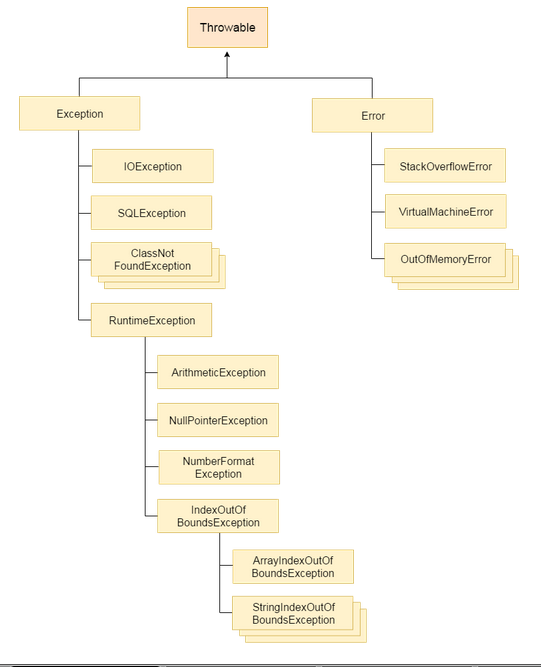 Throwable
Exception
Error
IOException
StackOverflowError
SQLException
VirtualMachineError
ClassNot
FoundException
OutOfMemoryError
RuntimeException
ArithmeticException
NullPointerException
NumberFormat
Exception
IndexOutOf
BoundsException
ArrayIndexOutOf
BoundsException
StringIndexOutOf
BoundsException